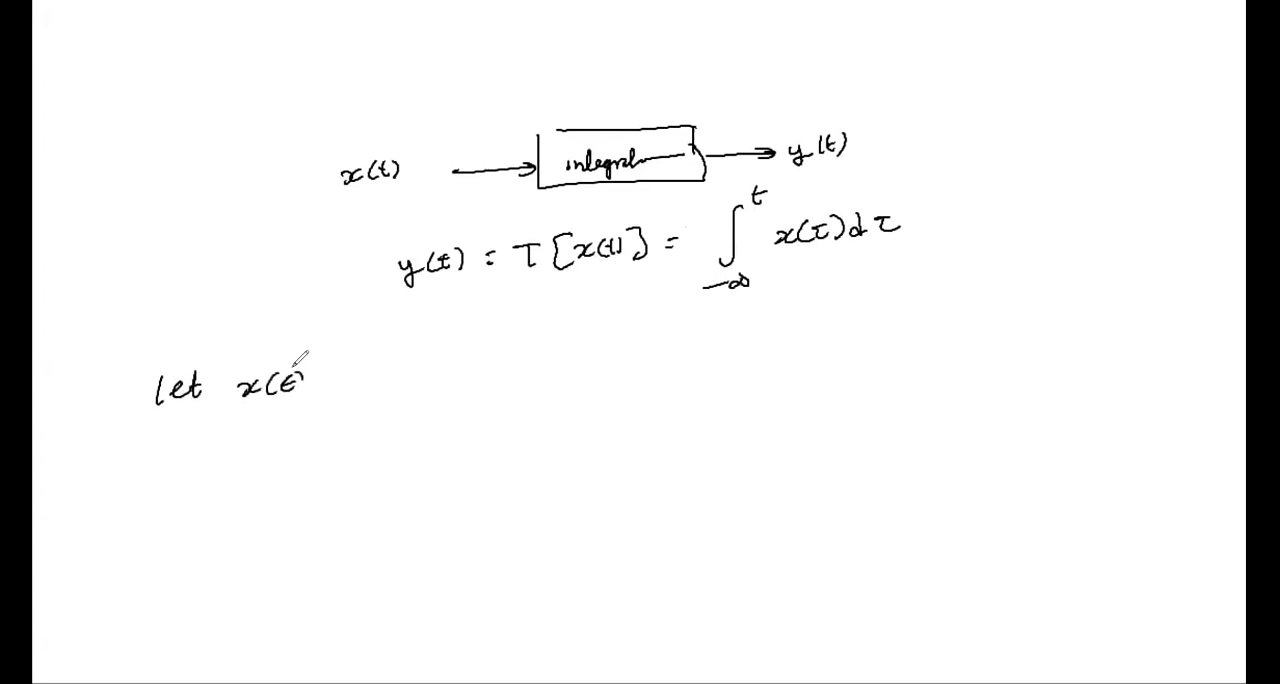 x(t) → integral → y(t)
y(t) = T[x(t)] = ∫_{-∞}^{t} x(τ)dτ
let x(t)